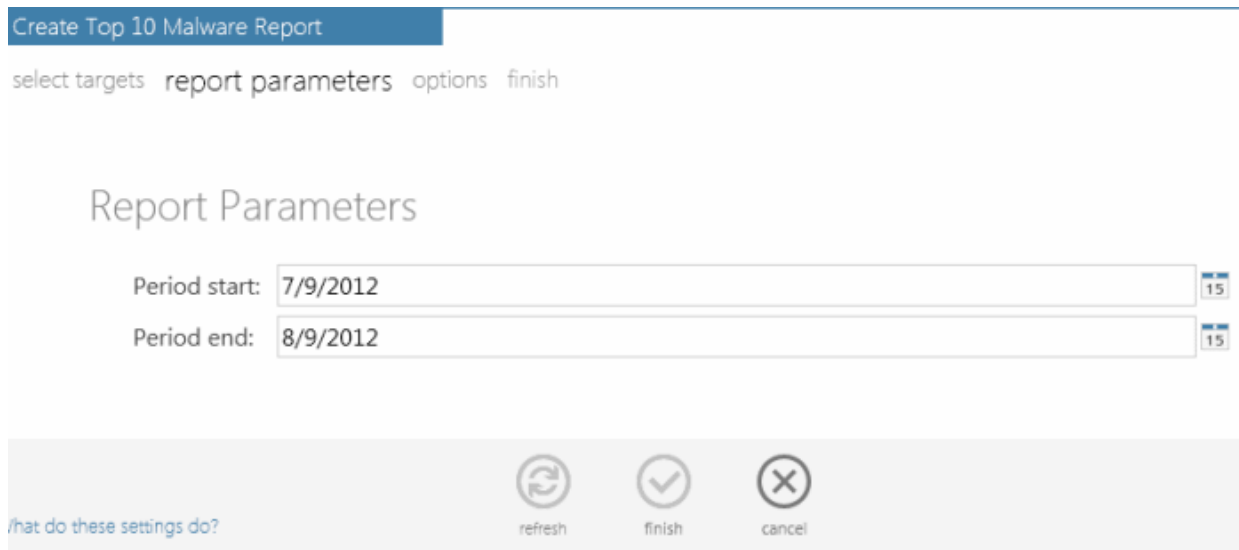 Create Top 10 Malware Report
select targets report parameters options finish
Report Parameters
Period start: 7/9/2012
15
Period end: 8/9/2012
15
hat do these settings do?
refresh finish cancel